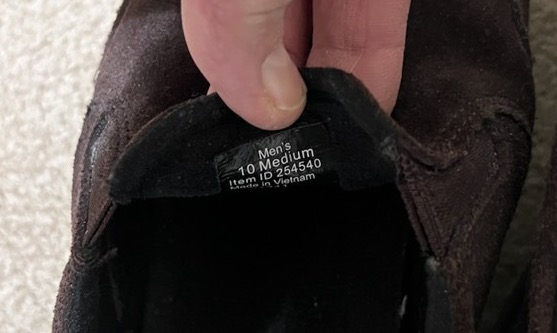 Men's
10 Medium
Item ID 254540
Made in Vietnam